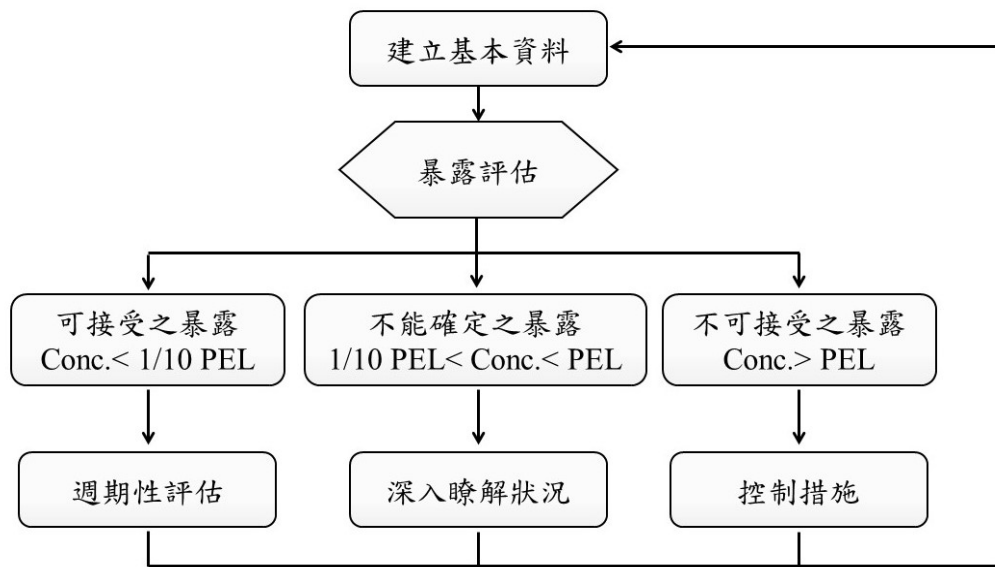 建立基本資料
暴露評估
可接受之暴露
Conc.< 1/10 PEL
不能確定之暴露
1/10 PEL< Conc.< PEL
不可接受之暴露
Conc.> PEL
週期性評估
深入瞭解狀況
控制措施